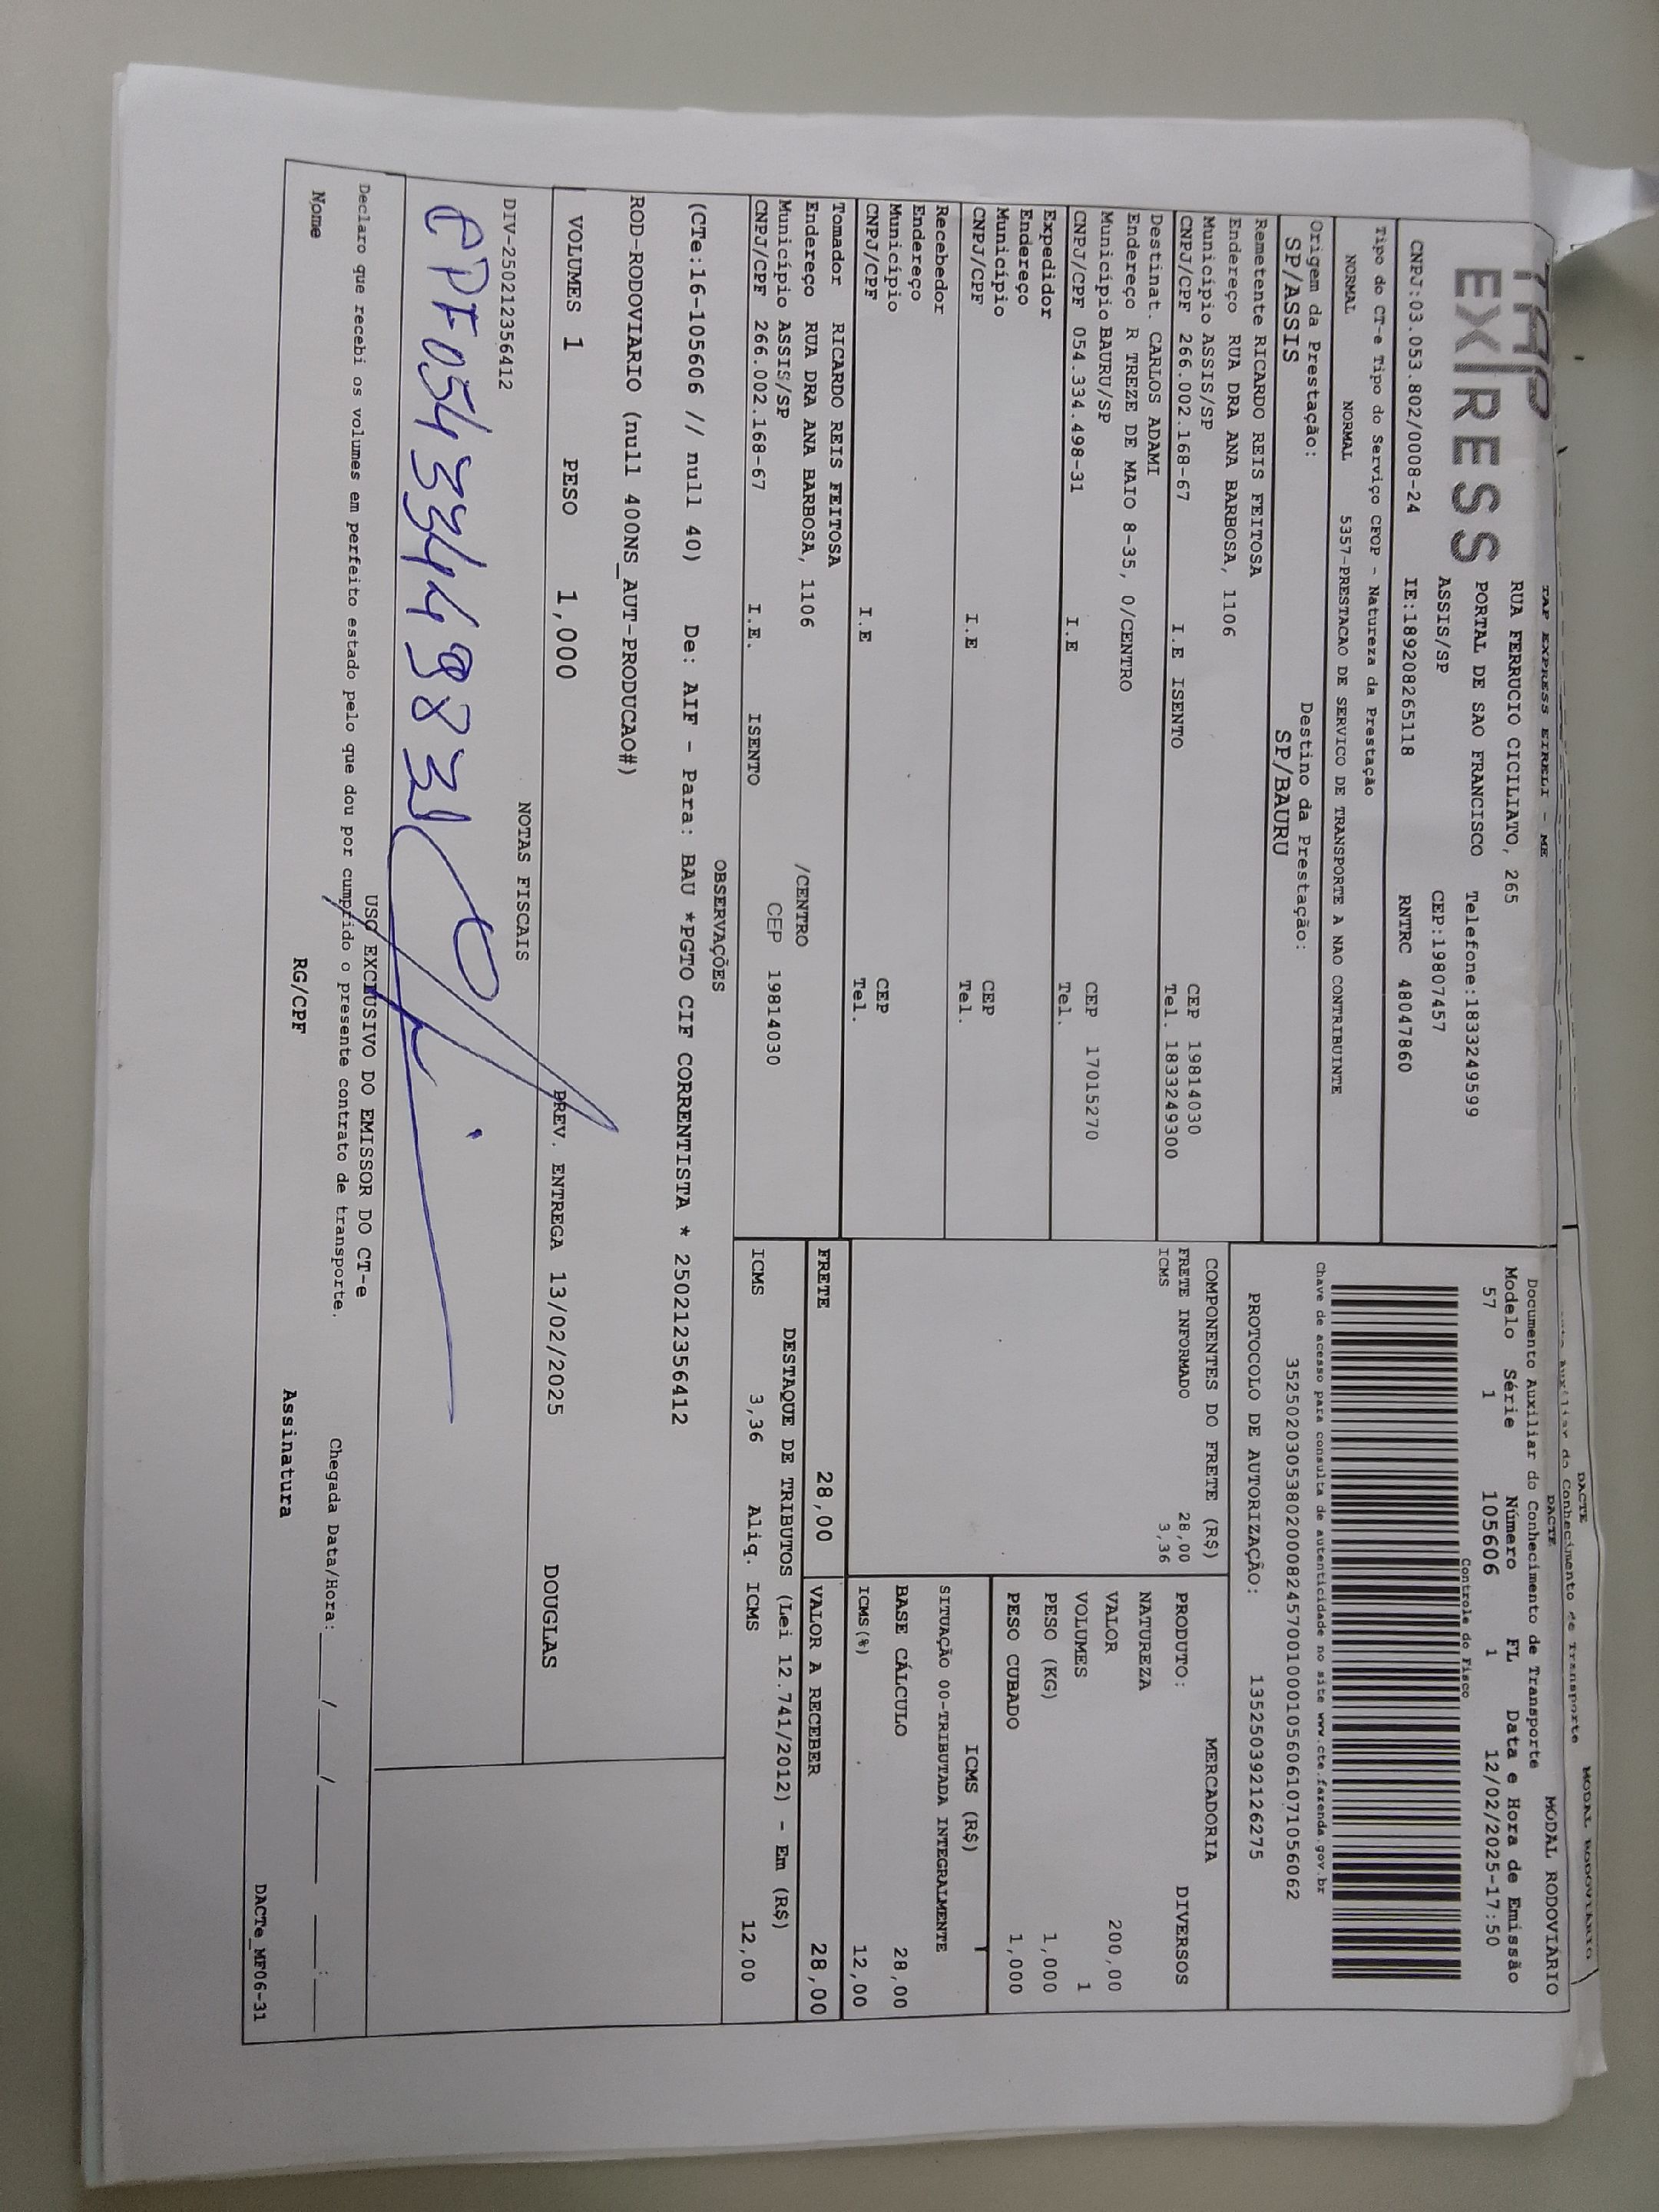 TAP EXPRESS EIRELI - ME
DACTE
MODAL RODOVIÁRIO
TAP
EXPRESS
RUA FERRUCIO CICILIATO, 265
PORTAL DE SAO FRANCISCO Telefone:1833249599
ASSIS/SP CEP:19807457
CNPJ:03.053.802/0008-24 IE:189208265118 RNTRC 48047860
Documento Auxiliar do Conhecimento de Transporte
Modelo Série Número FL Data e Hora de Emissão
57 1 105606 1 12/02/2025-17:50
Controle do Fisco
Tipo do CT-e Tipo do Serviço CFOP - Natureza da Prestação
NORMAL NORMAL 5357-PRESTACAO DE SERVICO DE TRANSPORTE A NAO CONTRIBUINTE
Chave de acesso para consulta de autenticidade no site www.cte.fazenda.gov.br
35250203053802000824570010001056061071056062
Origem da Prestação: Destino da Prestação:
SP/ASSIS SP/BAURU
PROTOCOLO DE AUTORIZAÇÃO: 135250392126275
Remetente RICARDO REIS FEITOSA
Endereço RUA DRA ANA BARBOSA, 1106
Município ASSIS/SP CEP 19814030
CNPJ/CPF 266.002.168-67 I.E ISENTO Tel. 1833249300
Destinat. CARLOS ADAMI
Endereço R TREZE DE MAIO 8-35, 0/CENTRO
Município BAURU/SP CEP 17015270
CNPJ/CPF 054.334.498-31 I.E Tel.
Expedidor
Endereço
Município CEP
CNPJ/CPF I.E Tel.
Recebedor
Endereço
Município CEP
CNPJ/CPF I.E Tel.
COMPONENTES DO FRETE (R$)
FRETE INFORMADO 28,00
ICMS 3,36
MERCADORIA
PRODUTO: DIVERSOS
NATUREZA
VALOR 200,00
VOLUMES 1
PESO (KG) 1,000
PESO CUBADO 1,000
ICMS (R$)
SITUAÇÃO 00-TRIBUTADA INTEGRALMENTE
BASE CÁLCULO 28,00
ICMS(%) 12,00
Tomador RICARDO REIS FEITOSA
Endereço RUA DRA ANA BARBOSA, 1106 /CENTRO
Município ASSIS/SP CEP 19814030
CNPJ/CPF 266.002.168-67 I.E. ISENTO
FRETE 28,00 VALOR A RECEBER 28,00
DESTAQUE DE TRIBUTOS (Lei 12.741/2012) - Em (R$)
ICMS 3,36 Aliq. ICMS 12,00
OBSERVAÇÕES
(CTe:16-105606 // null 40) De: AIF - Para: BAU *PGTO CIF CORRENTISTA * 250212356412
ROD-RODOVIARIO (null 400NS_AUT-PRODUCAO#)
VOLUMES 1 PESO 1,000 PREV. ENTREGA 13/02/2025 DOUGLAS
NOTAS FISCAIS
DIV-250212356412
CPF 05433449831
USO EXCLUSIVO DO EMISSOR DO CT-e
Declaro que recebi os volumes em perfeito estado pelo que dou por cumprido o presente contrato de transporte. Chegada Data/Hora:____/____/______ ____:____
Nome RG/CPF Assinatura
DACTe_MF06-31